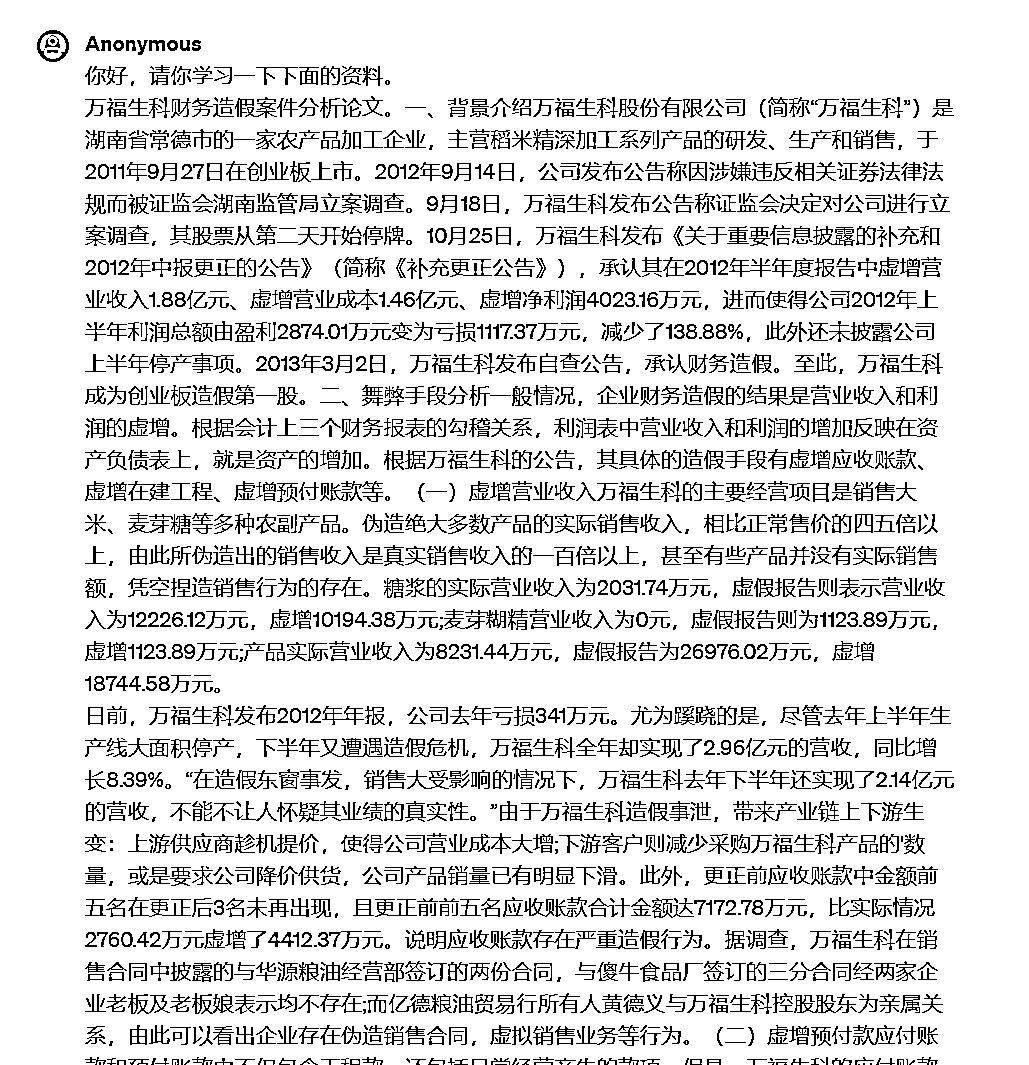 Anonymous
你好，请你学习一下下面的资料。
万福生科财务造假案件分析论文。一、背景介绍万福生科股份有限公司（简称“万福生科”）是
湖南省常德市的一家农产品加工企业，主营稻米精深加工系列产品的研发、生产和销售，于
2011年9月27日在创业板上市。2012年9月14日，公司发布公告称因涉嫌违反相关证券法律法
规而被证监会湖南监管局立案调查。9月18日，万福生科发布公告称证监会决定对公司进行立
案调查，其股票从第二天开始停牌。10月25日，万福生科发布《关于重要信息披露的补充和
2012年中报更正的公告》（简称《补充更正公告》），承认其在2012年半年度报告中虚增营
业收入1.88亿元、虚增营业成本1.46亿元、虚增净利润4023.16万元，进而使得公司2012年上
半年利润总额由盈利2874.01万元变为亏损1117.37万元，减少了138.88%，此外还未披露公司
上半年停产事项。2013年3月2日，万福生科发布自查公告，承认财务造假。至此，万福生科
成为创业板造假第一股。二、舞弊手段分析一般情况，企业财务造假的结果是营业收入和利
润的虚增。根据会计上三个财务报表的勾稽关系，利润表中营业收入和利润的增加反映在资
产负债表上，就是资产的增加。根据万福生科的公告，其具体的造假手段有虚增应收账款、
虚增在建工程、虚增预付账款等。（一）虚增营业收入万福生科的主要经营项目是销售大
米、麦芽糖等多种农副产品。伪造绝大多数产品的实际销售收入，相比正常售价的四五倍以
上，由此所伪造出的销售收入是真实销售收入的一百倍以上，甚至有些产品并没有实际销售
额，凭空捏造销售行为的存在。糖浆的实际营业收入为2031.74万元，虚假报告则表示营业收
入为12226.12万元，虚增10194.38万元;麦芽糊精营业收入为0元，虚假报告则为1123.89万元，
虚增1123.89万元;产品实际营业收入为8231.44万元，虚假报告为26976.02万元，虚增
18744.58万元。
日前，万福生科发布2012年年报，公司去年亏损341万元。尤为蹊跷的是，尽管去年上半年生
产线大面积停产，下半年又遭遇造假危机，万福生科全年却实现了2.96亿元的营收，同比增
长8.39%。“在造假东窗事发，销售大受影响的情况下，万福生科去年下半年还实现了2.14亿元
的营收，不能不让人怀疑其业绩的真实性。”由于万福生科造假事泄，带来产业链上下游生
变：上游供应商趁机提价，使得公司营业成本大增;下游客户则减少采购万福生科产品的'数
量，或是要求公司降价供货，公司产品销量已有明显下滑。此外，更正前应收账款中金额前
五名在更正后3名未再出现，且更正前前五名应收账款合计金额达7172.78万元，比实际情况
2760.42万元虚增了4412.37万元。说明应收账款存在严重造假行为。据调查，万福生科在销
售合同中披露的与华源粮油经营部签订的两份合同，与傻牛食品厂签订的三分合同经两家企
业老板及老板娘表示均不存在;而亿德粮油贸易行所有人黄德义与万福生科控股股东为亲属关
系，由此可以看出企业存在伪造销售合同，虚拟销售业务等行为。（二）虚增预付款应付账
款和预付账款中不仅包含工程款，还包括日常经营产生的款项，但是，万福生科的应付账款